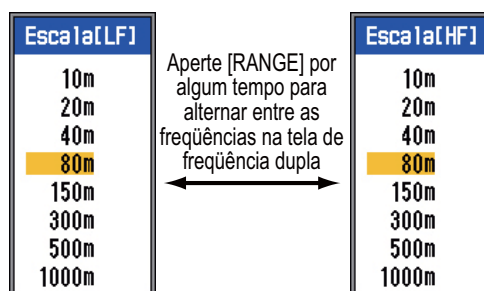 Escala[LF]
10m
20m
40m
80m
150m
300m
500m
1000m
Aperte [RANGE] por
algum tempo para
alternar entre as
freqüências na tela de
freqüência dupla
Escala[HF]
10m
20m
40m
80m
150m
300m
500m
1000m